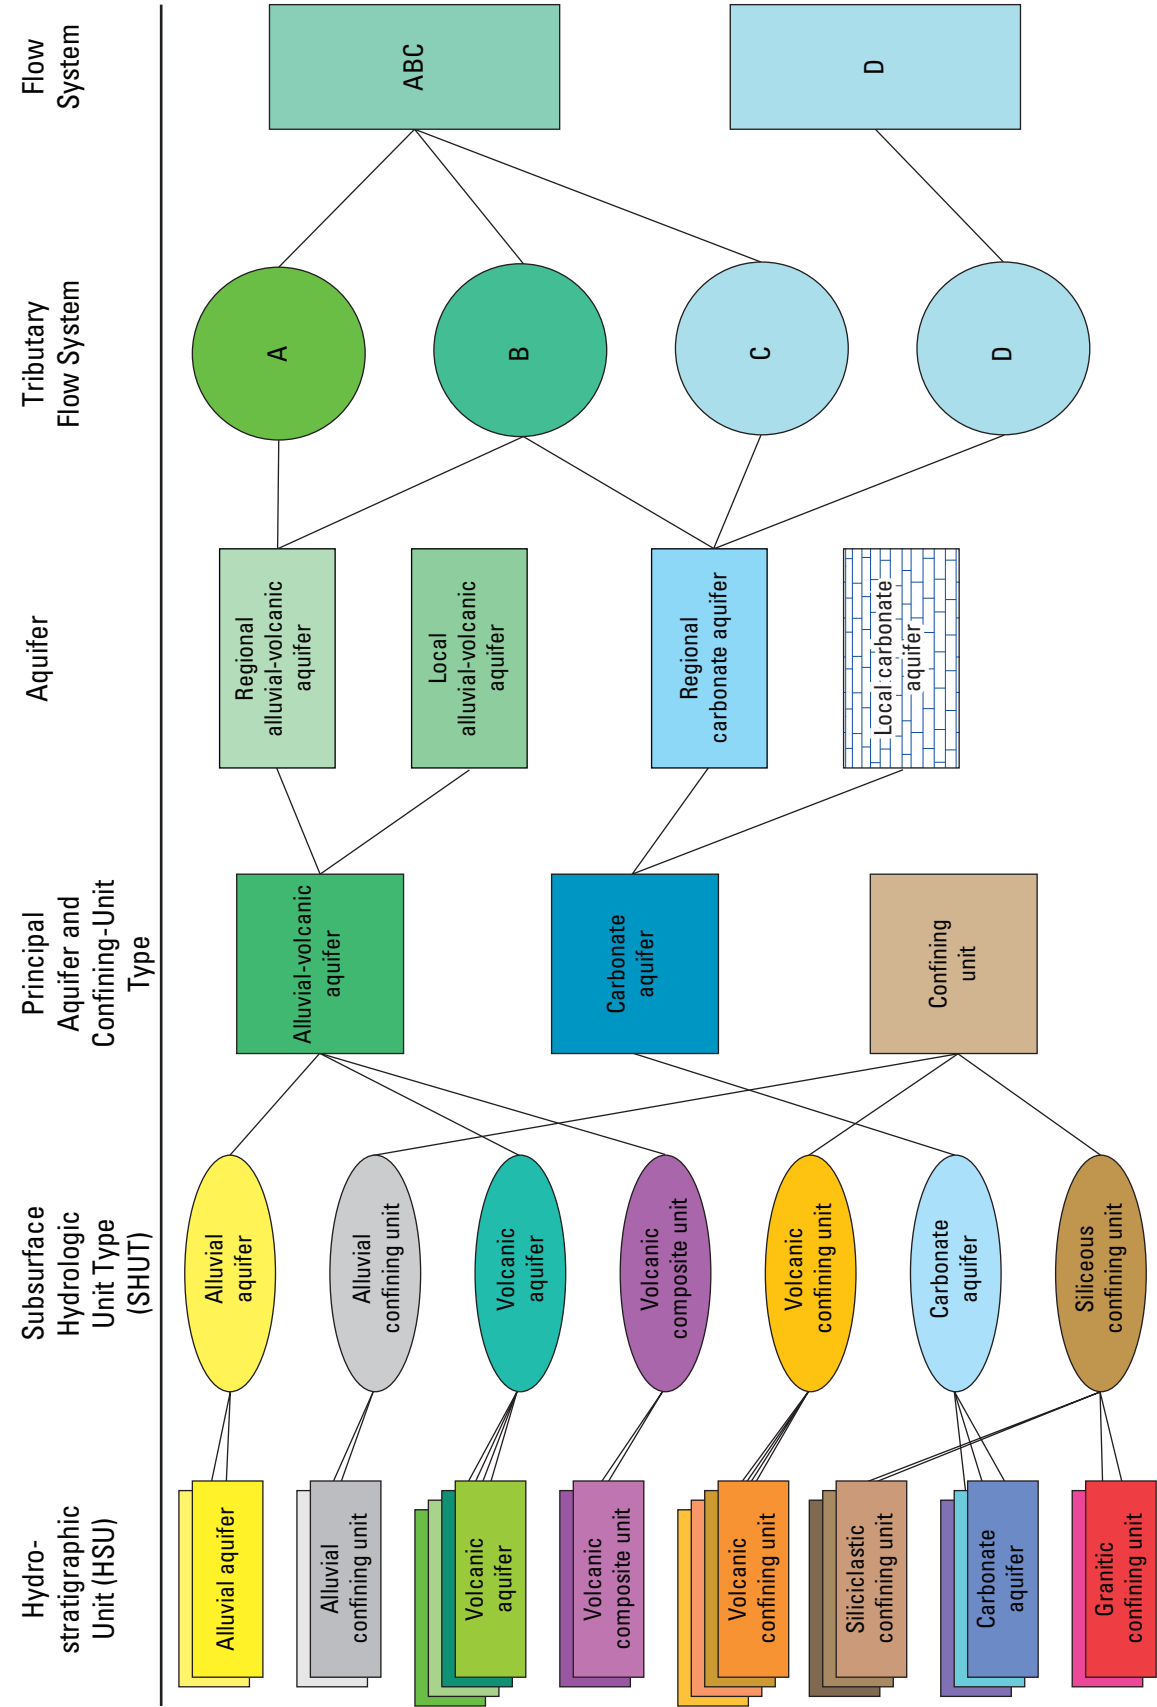 Hydro-
stratigraphic
Unit (HSU)
Subsurface
Hydrologic
Unit Type
(SHUT)
Principal
Aquifer and
Confining-Unit
Type
Aquifer
Tributary
Flow System
Flow
System
Alluvial aquifer
Alluvial
confining unit
Volcanic
aquifer
Volcanic
composite unit
Volcanic
confining unit
Siliciclastic
confining unit
Carbonate
aquifer
Granitic
confining unit
Alluvial
aquifer
Alluvial
confining unit
Volcanic
aquifer
Volcanic
composite unit
Volcanic
confining unit
Carbonate
aquifer
Siliceous
confining unit
Alluvial-volcanic
aquifer
Carbonate
aquifer
Confining
unit
Regional
alluvial-volcanic
aquifer
Local
alluvial-volcanic
aquifer
Regional
carbonate aquifer
Local carbonate
aquifer
A
B
C
D
ABC
D